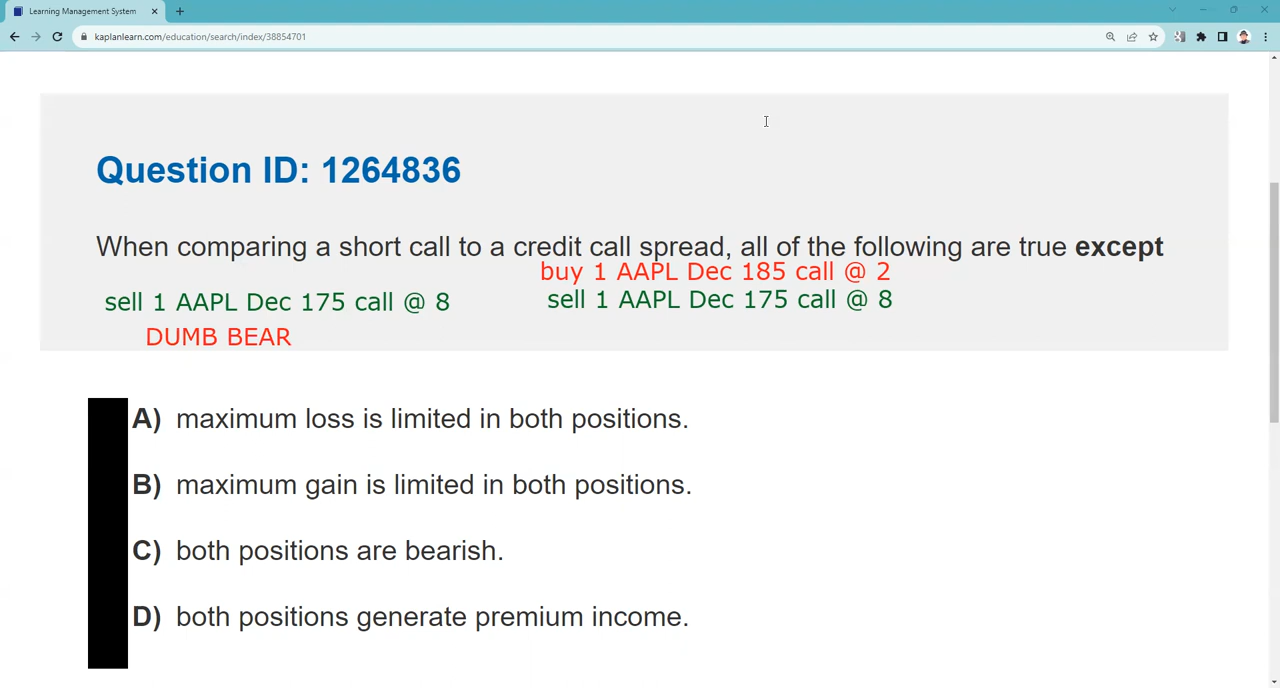 Learning Management System
kaplanlearn.com/education/search/index/38854701
Question ID: 1264836
When comparing a short call to a credit call spread, all of the following are true except
buy 1 AAPL Dec 185 call @ 2
sell 1 AAPL Dec 175 call @ 8
sell 1 AAPL Dec 175 call @ 8
DUMB BEAR
A) maximum loss is limited in both positions.
B) maximum gain is limited in both positions.
C) both positions are bearish.
D) both positions generate premium income.